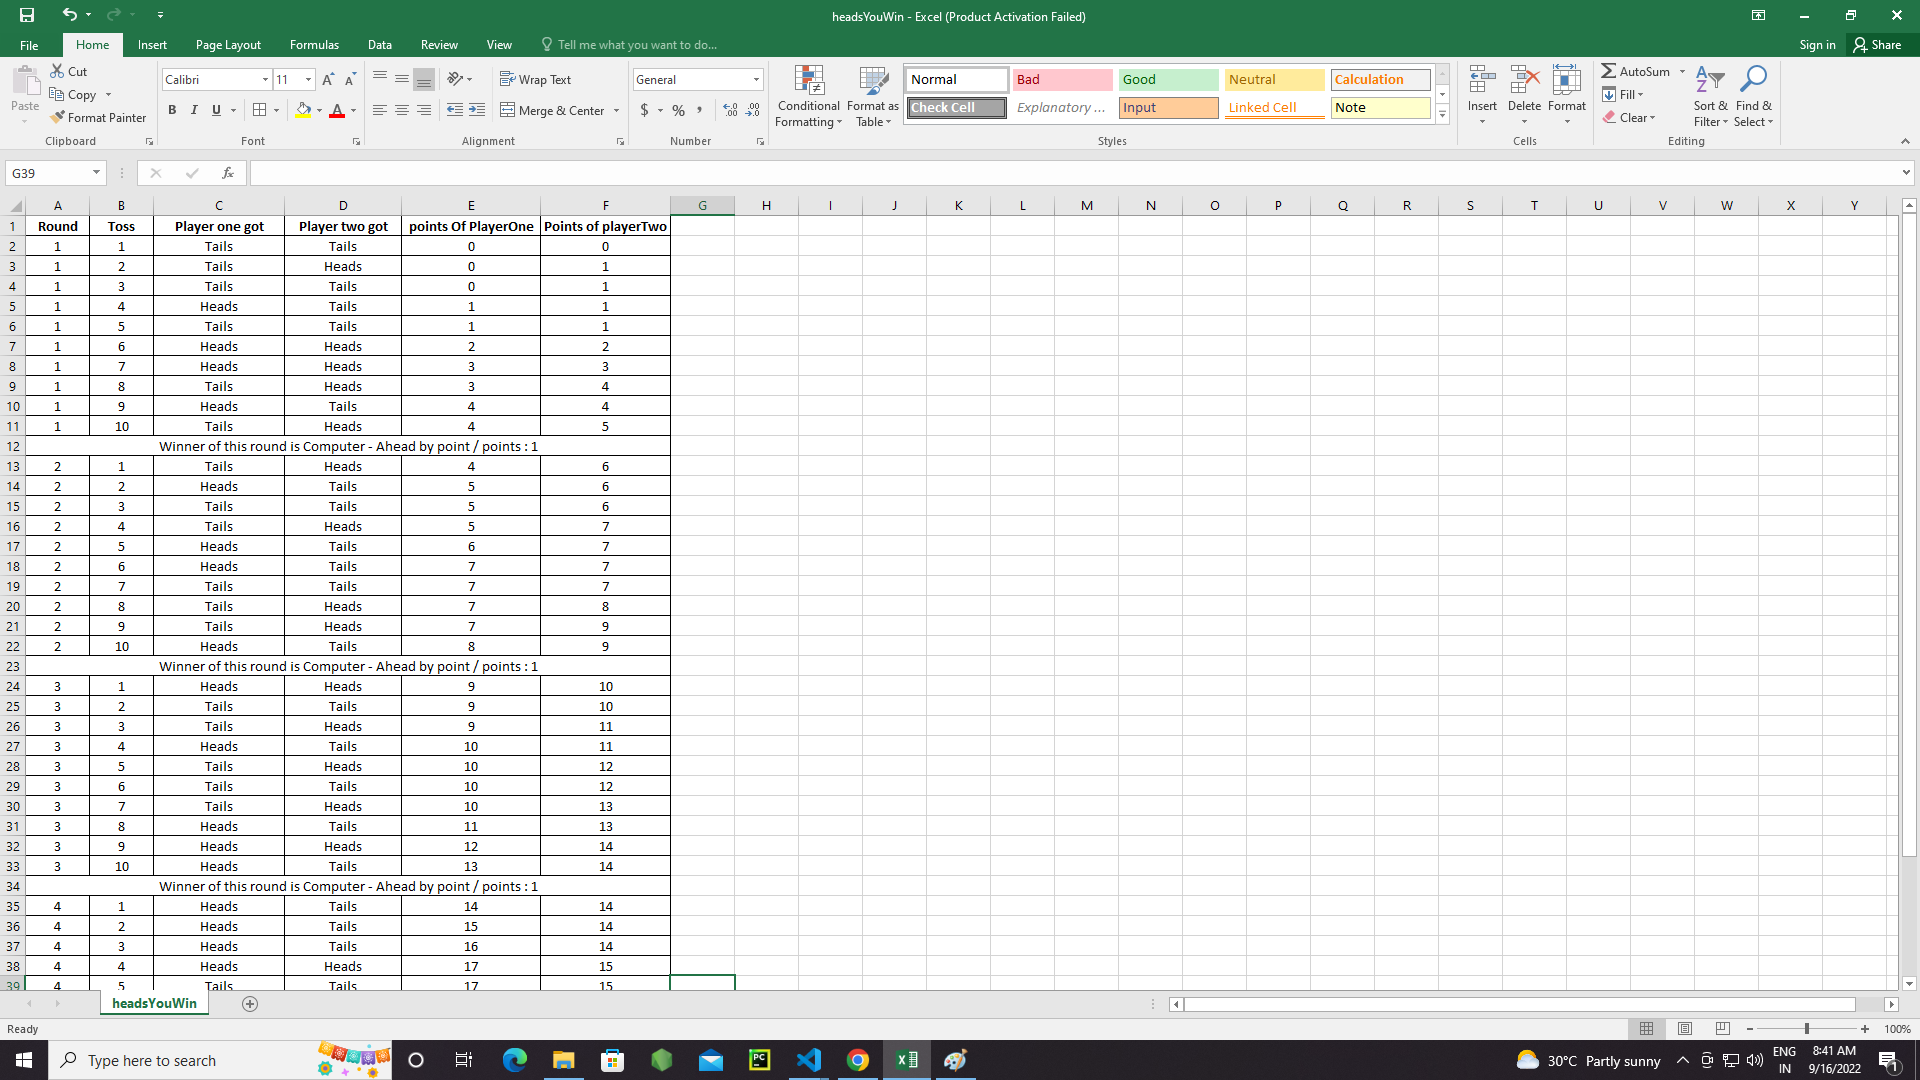 headsYouWin - Excel (Product Activation Failed)
File Home Insert Page Layout Formulas Data Review View Tell me what you want to do... Sign in Share
Paste Cut Copy Format Painter Clipboard
Calibri 11 A A B I U A Font
Wrap Text Merge & Center Alignment
General $ % , .00 .0 Number
Conditional Formatting Format as Table
Normal Bad Good Neutral Calculation
Check Cell Explanatory ... Input Linked Cell Note
Styles
Insert Delete Format Cells
AutoSum Fill Clear Sort & Filter Find & Select Editing
G39 fx
A B C D E F G H I J K L M N O P Q R S T U V W X Y
1 Round Toss Player one got Player two got points Of PlayerOne Points of playerTwo
2 1 1 Tails Tails 0 0
3 1 2 Tails Heads 0 1
4 1 3 Tails Tails 0 1
5 1 4 Heads Tails 1 1
6 1 5 Tails Tails 1 1
7 1 6 Heads Heads 2 2
8 1 7 Heads Heads 3 3
9 1 8 Tails Heads 3 4
10 1 9 Heads Tails 4 4
11 1 10 Tails Heads 4 5
12 Winner of this round is Computer - Ahead by point / points : 1
13 2 1 Tails Heads 4 6
14 2 2 Heads Tails 5 6
15 2 3 Tails Tails 5 6
16 2 4 Tails Heads 5 7
17 2 5 Heads Tails 6 7
18 2 6 Heads Tails 7 7
19 2 7 Tails Tails 7 7
20 2 8 Tails Heads 7 8
21 2 9 Tails Heads 7 9
22 2 10 Heads Tails 8 9
23 Winner of this round is Computer - Ahead by point / points : 1
24 3 1 Heads Heads 9 10
25 3 2 Tails Tails 9 10
26 3 3 Tails Heads 9 11
27 3 4 Heads Tails 10 11
28 3 5 Tails Heads 10 12
29 3 6 Tails Tails 10 12
30 3 7 Tails Heads 10 13
31 3 8 Heads Tails 11 13
32 3 9 Heads Heads 12 14
33 3 10 Heads Tails 13 14
34 Winner of this round is Computer - Ahead by point / points : 1
35 4 1 Heads Tails 14 14
36 4 2 Heads Tails 15 14
37 4 3 Heads Tails 16 14
38 4 4 Heads Heads 17 15
39 4 5 Tails Tails 17 15
headsYouWin
Ready 100%
Type here to search 30°C Partly sunny ENG IN 8:41 AM 9/16/2022 1